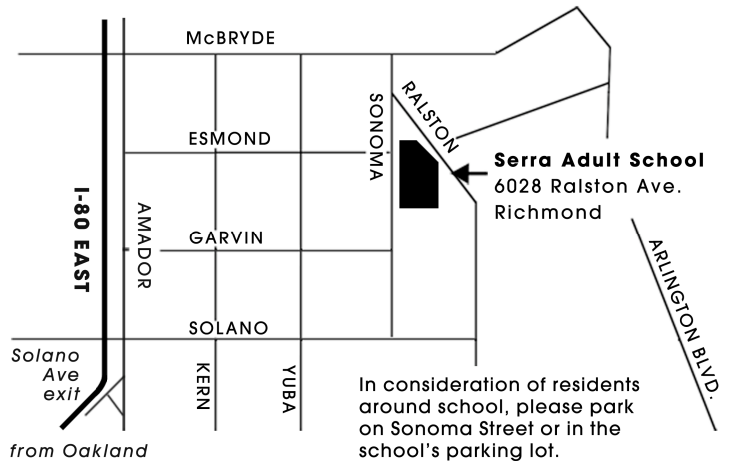 McBRYDE
RALSTON
SONOMA
ESMOND
Serra Adult School
6028 Ralston Ave.
Richmond
I-80 EAST
AMADOR
GARVIN
ARLINGTON BLVD.
SOLANO
Solano
Ave
exit
KERN
YUBA
In consideration of residents
around school, please park
on Sonoma Street or in the
school's parking lot.
from Oakland